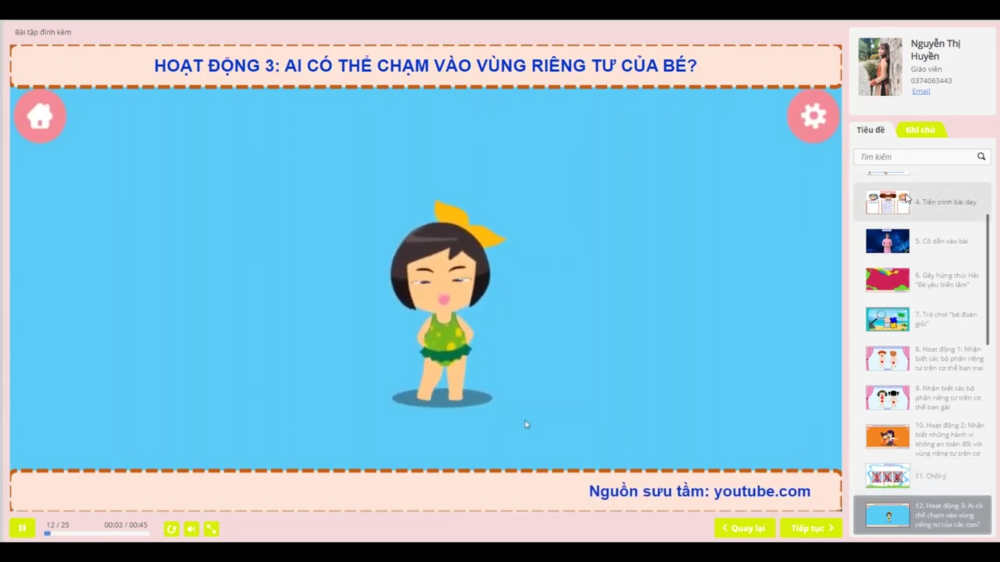 Bài tập đính kèm
HOẠT ĐỘNG 3: AI CÓ THỂ CHẠM VÀO VÙNG RIÊNG TƯ CỦA BÉ?
Nguồn sưu tầm: youtube.com
12 / 25
00:03 / 00:45
Quay lại
Tiếp tục
Nguyễn Thị
Huyền
Giáo viên
0374063443
Email
Tiêu đề
Ghi chú
Tìm kiếm
4. Tiến trình bài dạy
5. Cô dẫn vào bài
6. Gây hứng thú: Hát
"Bé yêu biển lắm"
7. Trò chơi "bé đoán
giỏi"
8. Hoạt động 1: Nhận
biết các bộ phận riêng
tư trên cơ thể bạn trai
9. Nhận biết các bộ
phận riêng tư trên cơ
thể bạn gái
10. Hoạt động 2: Nhận
biết những hành vi
không an toàn đối với
vùng riêng tư trên cơ
11. Chốt ý
12. Hoạt động 3: Ai có
thể chạm vào vùng
riêng tư của các con?